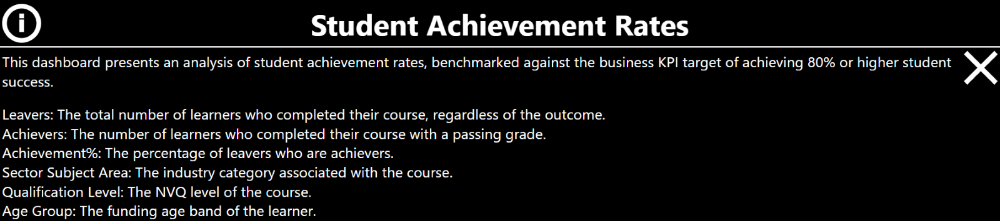 Student Achievement Rates
This dashboard presents an analysis of student achievement rates, benchmarked against the business KPI target of achieving 80% or higher student
success.
Leavers: The total number of learners who completed their course, regardless of the outcome.
Achievers: The number of learners who completed their course with a passing grade.
Achievement%: The percentage of leavers who are achievers.
Sector Subject Area: The industry category associated with the course.
Qualification Level: The NVQ level of the course.
Age Group: The funding age band of the learner.